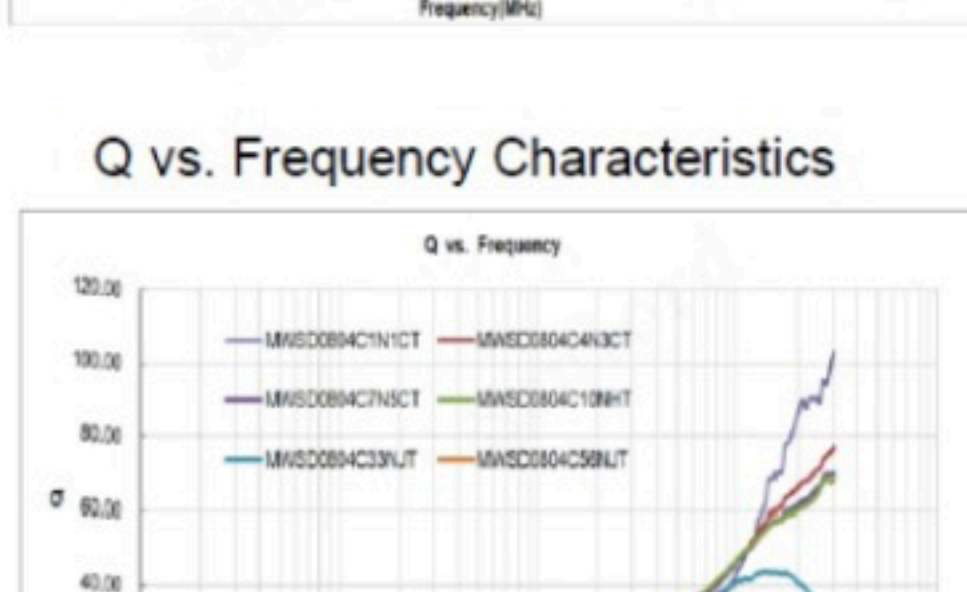 Frequency(MHz)
Q vs. Frequency Characteristics
Q vs. Frequency
120.00
MWSD0804C1N1CT MWSD0804C4N3CT
100.00
MWSD0804C7N5CT MWSD0804C10NHT
80.00
MWSD0804C33NJT MWSD0804C56NJT
Q
60.00
40.00